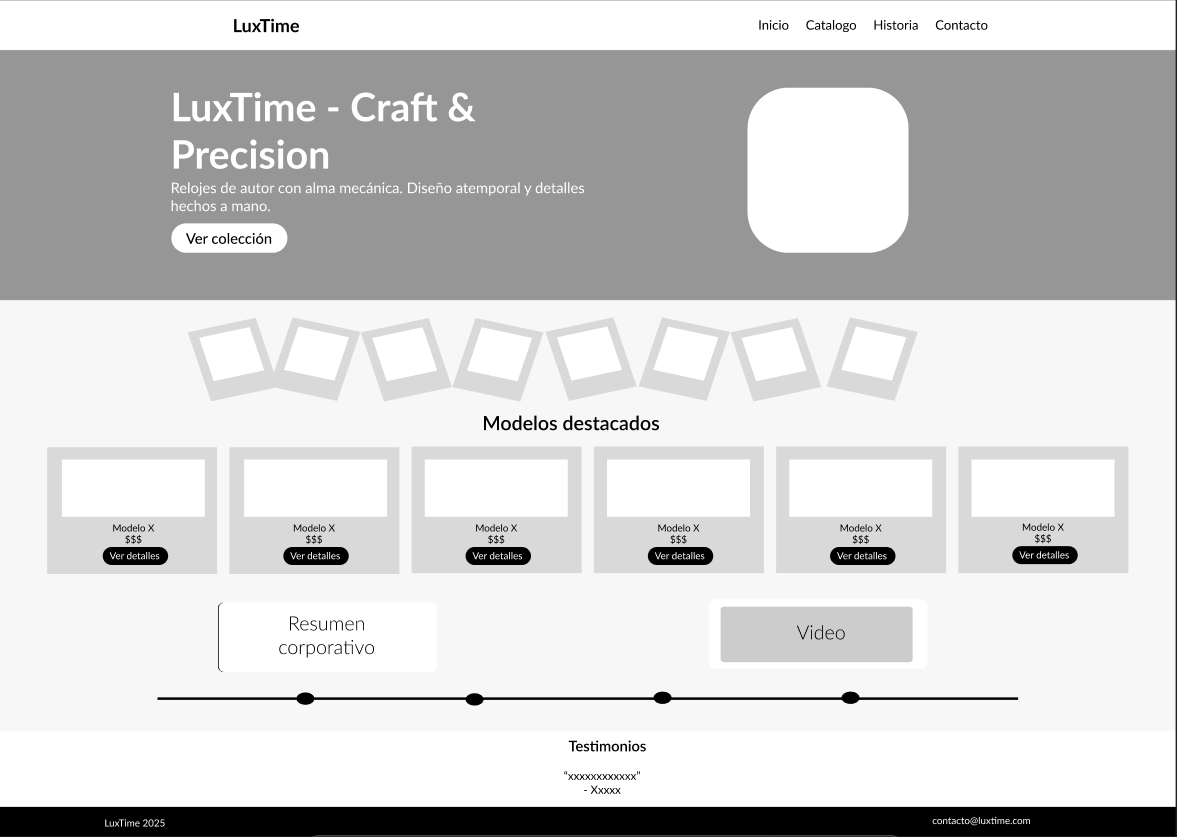 LuxTime
Inicio Catalogo Historia Contacto
LuxTime - Craft &
Precision
Relojes de autor con alma mecánica. Diseño atemporal y detalles
hechos a mano.
Ver colección
Modelos destacados
Modelo X
$$$
Ver detalles
Modelo X
$$$
Ver detalles
Modelo X
$$$
Ver detalles
Modelo X
$$$
Ver detalles
Modelo X
$$$
Ver detalles
Modelo X
$$$
Ver detalles
Resumen
corporativo
Video
Testimonios
“xxxxxxxxxxxx”
- Xxxxx
LuxTime 2025
contacto@luxtime.com